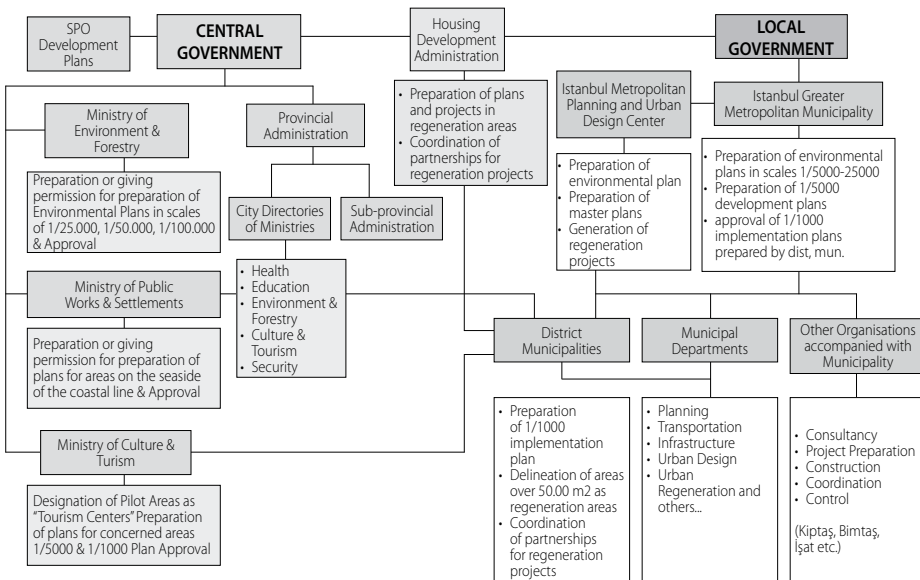 SPO
Development
Plans
CENTRAL
GOVERNMENT
Housing
Development
Administration
LOCAL
GOVERNMENT
Ministry of
Environment &
Forestry
Preparation or giving
permission for preparation of
Environmental Plans in scales
of 1/25.000, 1/50.000, 1/100.000
& Approval
Provincial
Administration
• Preparation of plans
and projects in
regeneration areas
• Coordination of
partnerships for
regeneration projects
Istanbul Metropolitan
Planning and Urban
Design Center
Istanbul Greater
Metropolitan Municipality
• Preparation of
environmental plan
• Preparation of
master plans
• Generation of
regeneration
projects
• Preparation of environmental
plans in scales 1/5000-25000
• Preparation of 1/5000
development plans
• approval of 1/1000
implementation plans
prepared by dist, mun.
City Directories
of Ministries
Sub-provincial
Administration
Ministry of Public
Works & Settlements
• Health
• Education
• Environment &
Forestry
• Culture &
Tourism
• Security
Preparation or giving
permission for preparation of
plans for areas on the seaside
of the coastal line & Approval
District
Municipalities
Municipal
Departments
Other Organisations
accompanied with
Municipality
Ministry of Culture &
Turism
Designation of Pilot Areas as
“Tourism Centers” Preparation
of plans for concerned areas
1/5000 & 1/1000 Plan Approval
• Preparation
of 1/1000
implementation
plan
• Delineation of areas
over 50.00 m2 as
regeneration areas
• Coordination
of partnerships
for regeneration
projects
• Planning
• Transportation
• Infrastructure
• Urban Design
• Urban
Regeneration and
others...
• Consultancy
• Project Preparation
• Construction
• Coordination
• Control
(Kiptaş, Bimtaş,
İşat etc.)